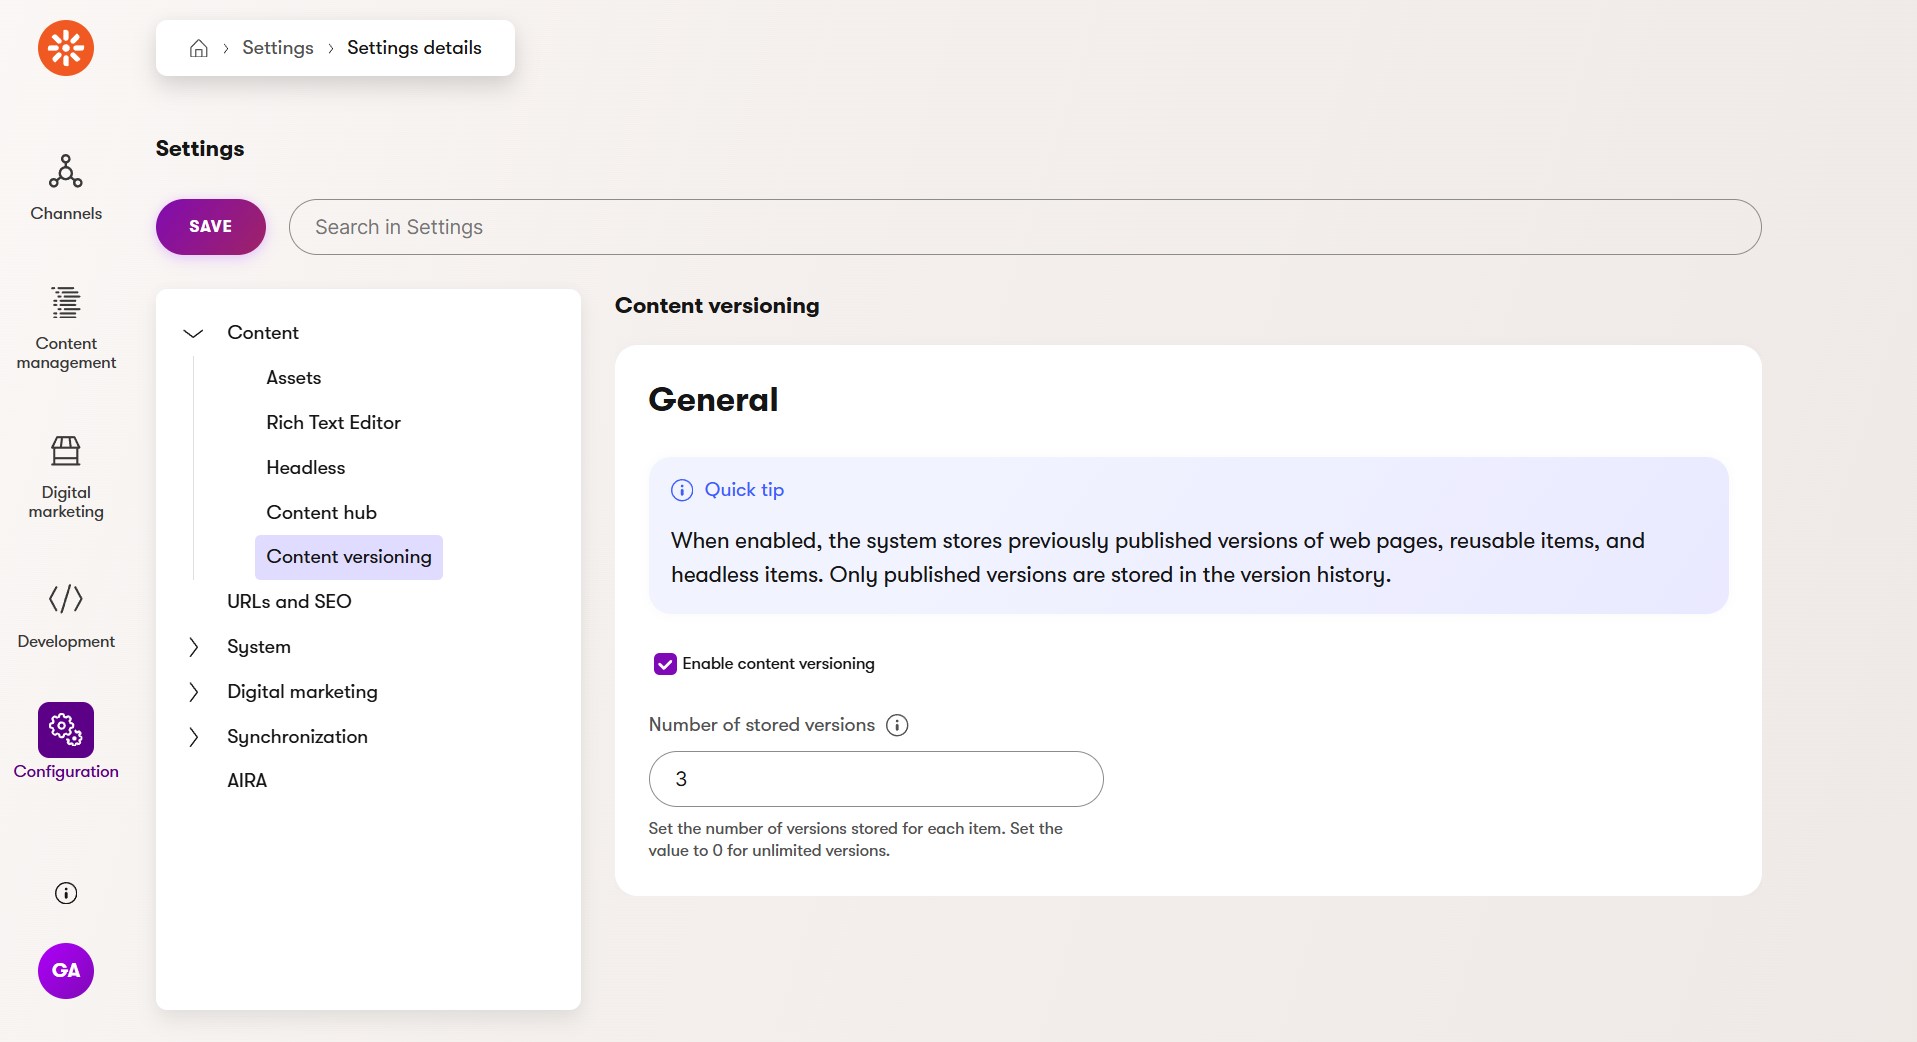 Settings
Settings details
Settings
SAVE
Search in Settings
Channels
Content
management
Digital
marketing
Development
Configuration
GA
Content
Assets
Rich Text Editor
Headless
Content hub
Content versioning
URLs and SEO
System
Digital marketing
Synchronization
AIRA
Content versioning
General
Quick tip
When enabled, the system stores previously published versions of web pages, reusable items, and
headless items. Only published versions are stored in the version history.
Enable content versioning
Number of stored versions
3
Set the number of versions stored for each item. Set the
value to 0 for unlimited versions.